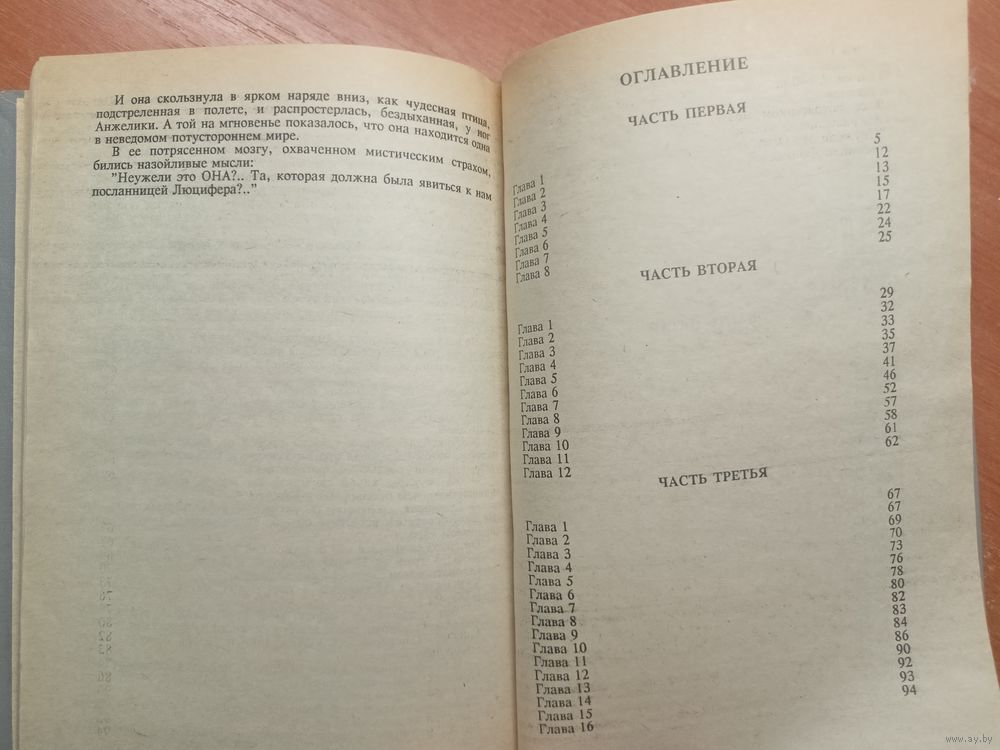 И она скользнула в ярком наряде вниз, как чудесная птица,
подстреленная в полете, и распростерлась, бездыханная, у ног
Анжелики. А той на мгновенье показалось, что она находится одна
в неведомом потустороннем мире.
В ее потрясенном мозгу, охваченном мистическим страхом,
бились назойливые мысли:
"Неужели это ОНА?.. Та, которая должна была явиться к нам
посланницей Люцифера?.."
ОГЛАВЛЕНИЕ
ЧАСТЬ ПЕРВАЯ
Глава 1 5
Глава 2 12
Глава 3 13
Глава 4 15
Глава 5 17
Глава 6 22
Глава 7 24
Глава 8 25
ЧАСТЬ ВТОРАЯ
Глава 1 29
Глава 2 32
Глава 3 33
Глава 4 35
Глава 5 37
Глава 6 41
Глава 7 46
Глава 8 52
Глава 9 57
Глава 10 58
Глава 11 61
Глава 12 62
ЧАСТЬ ТРЕТЬЯ
Глава 1 67
Глава 2 67
Глава 3 69
Глава 4 70
Глава 5 73
Глава 6 76
Глава 7 78
Глава 8 80
Глава 9 82
Глава 10 83
Глава 11 84
Глава 12 86
Глава 13 90
Глава 14 92
Глава 15 93
Глава 16 94
www.ay.by